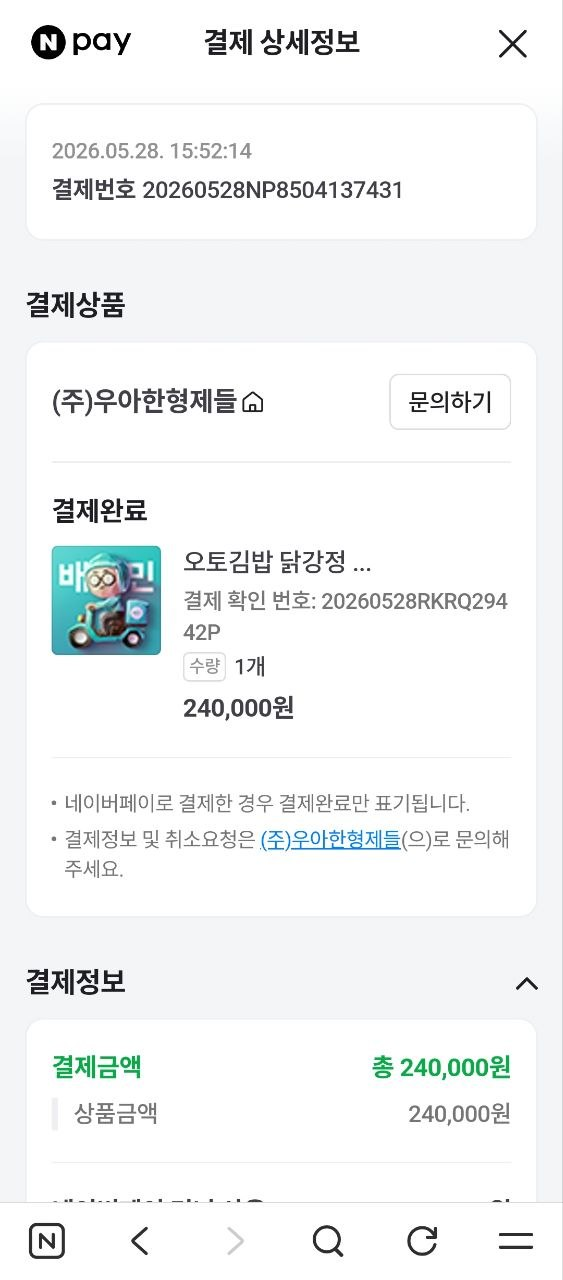 N pay 결제 상세정보
2026.05.28. 15:52:14
결제번호 20260528NP8504137431
결제상품
(주)우아한형제들
문의하기
결제완료
오토김밥 닭강정 ...
결제 확인 번호: 20260528RKRQ294
42P
수량 1개
240,000원
• 네이버페이로 결제한 경우 결제완료만 표기됩니다.
• 결제정보 및 취소요청은 (주)우아한형제들(으)로 문의해
주세요.
결제정보
결제금액 총 240,000원
상품금액 240,000원
N